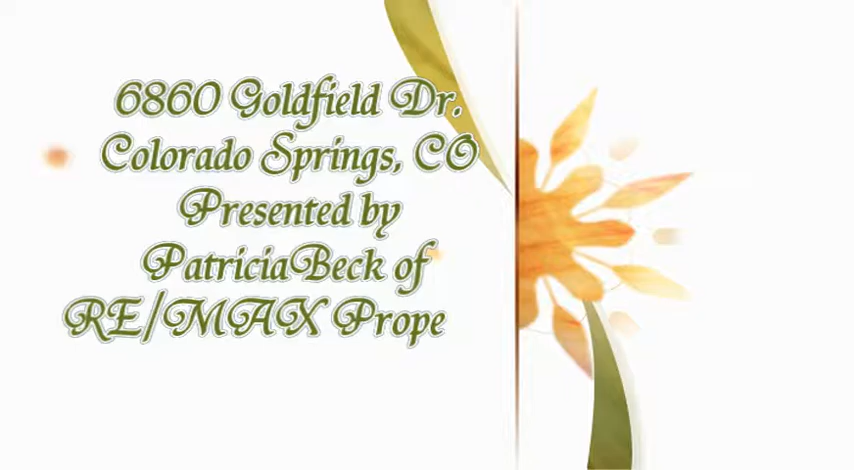 6860 Goldfield Dr.
Colorado Springs, CO
Presented by
PatriciaBeck of
RE/MAX Prope